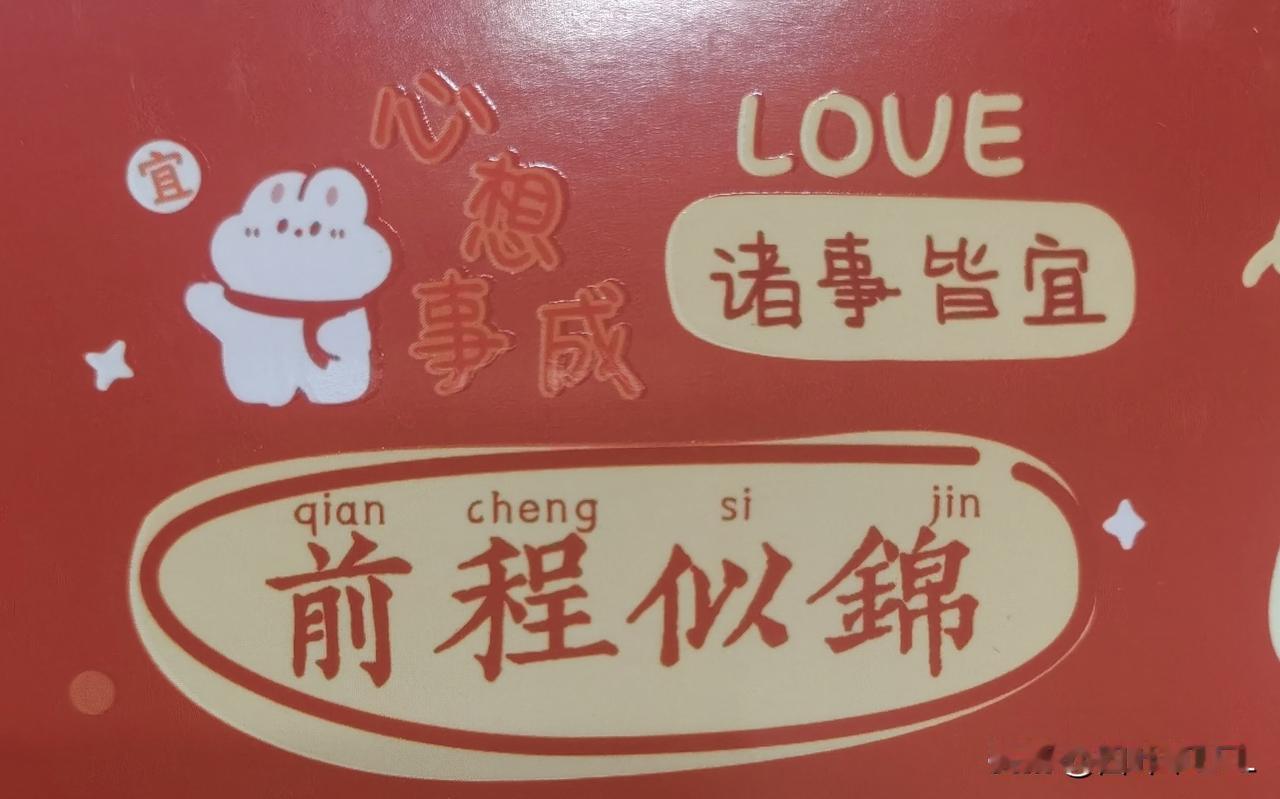 宜
心想事成
LOVE
诸事皆宜
qian cheng si jin
前程似錦